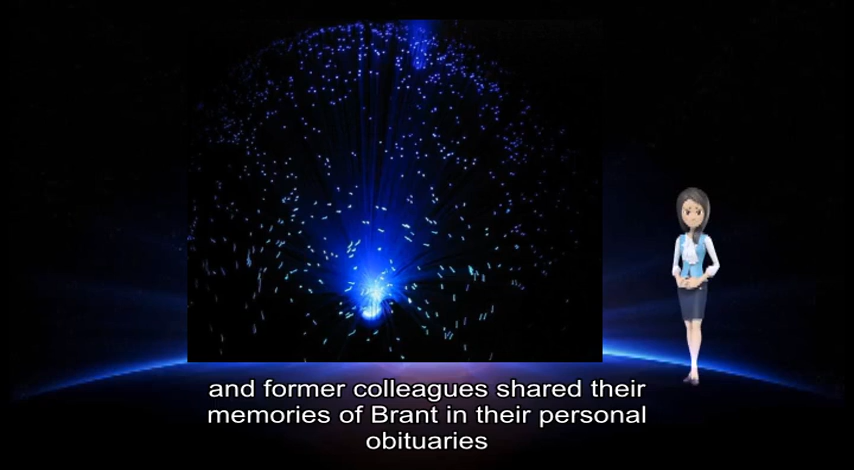 and former colleagues shared their
memories of Brant in their personal
obituaries